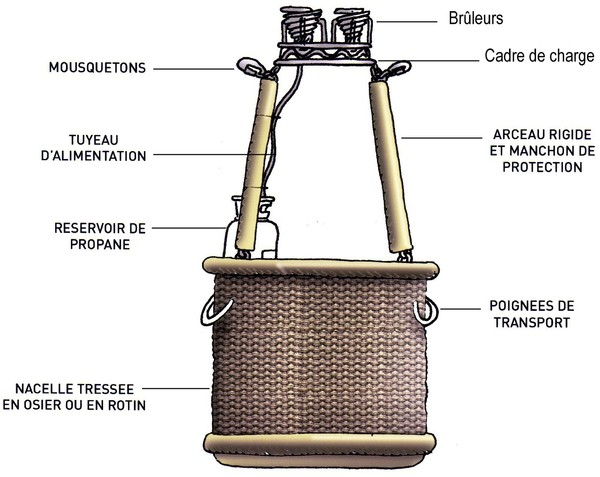 Brûleurs
Cadre de charge
MOUSQUETONS
TUYEAU
D'ALIMENTATION
ARCEAU RIGIDE
ET MANCHON DE
PROTECTION
RESERVOIR DE
PROPANE
POIGNEES DE
TRANSPORT
NACELLE TRESSEE
EN OSIER OU EN ROTIN